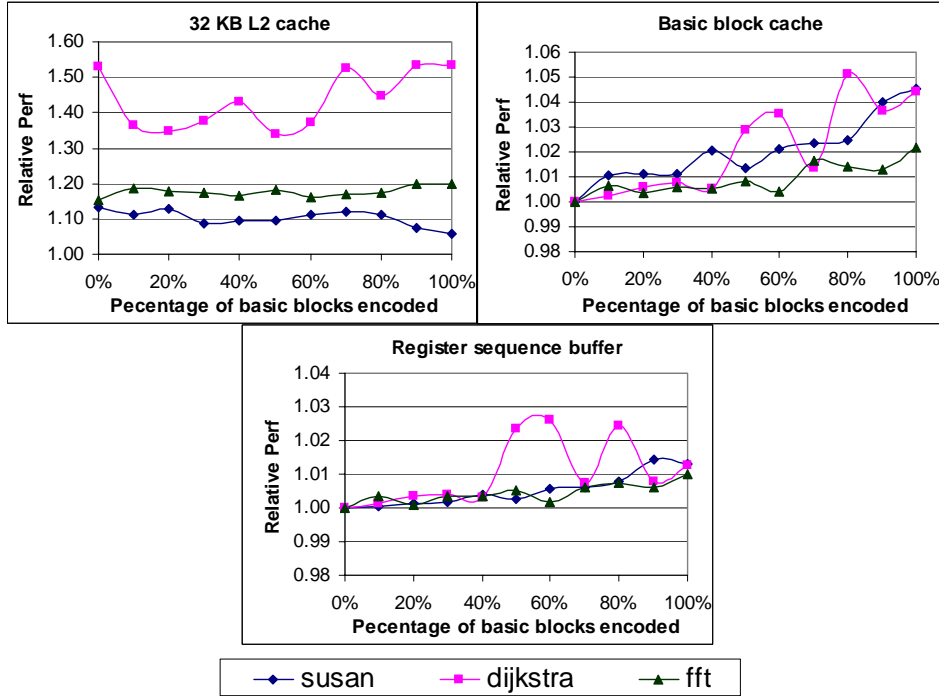 32 KB L2 cache
1.60
1.50
1.40
1.30
1.20
1.10
1.00
Relative Perf
0% 20% 40% 60% 80% 100%
Pecentage of basic blocks encoded
Basic block cache
1.06
1.05
1.04
1.03
1.02
1.01
1.00
0.99
0.98
Relative Perf
0% 20% 40% 60% 80% 100%
Pecentage of basic blocks encoded
Register sequence buffer
1.04
1.03
1.02
1.01
1.00
0.99
0.98
Relative Perf
0% 20% 40% 60% 80% 100%
Pecentage of basic blocks encoded
susan dijkstra fft